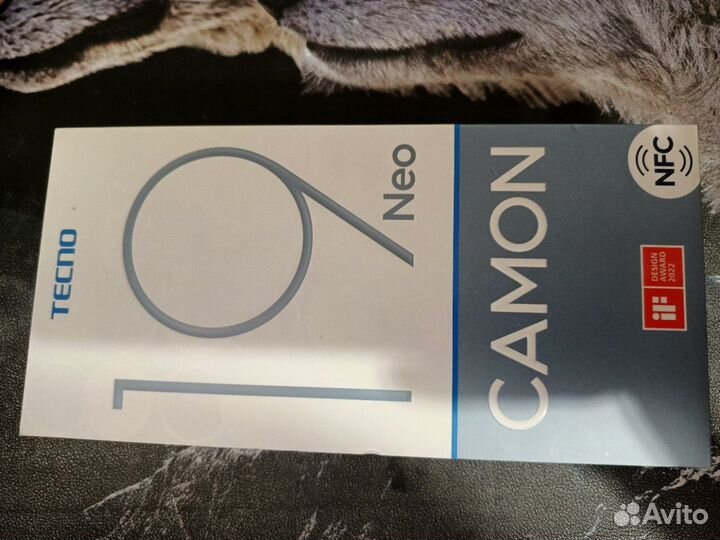 TECNO
19
Neo
CAMON
NFC
iF
DESIGN
AWARD
2022
Avito